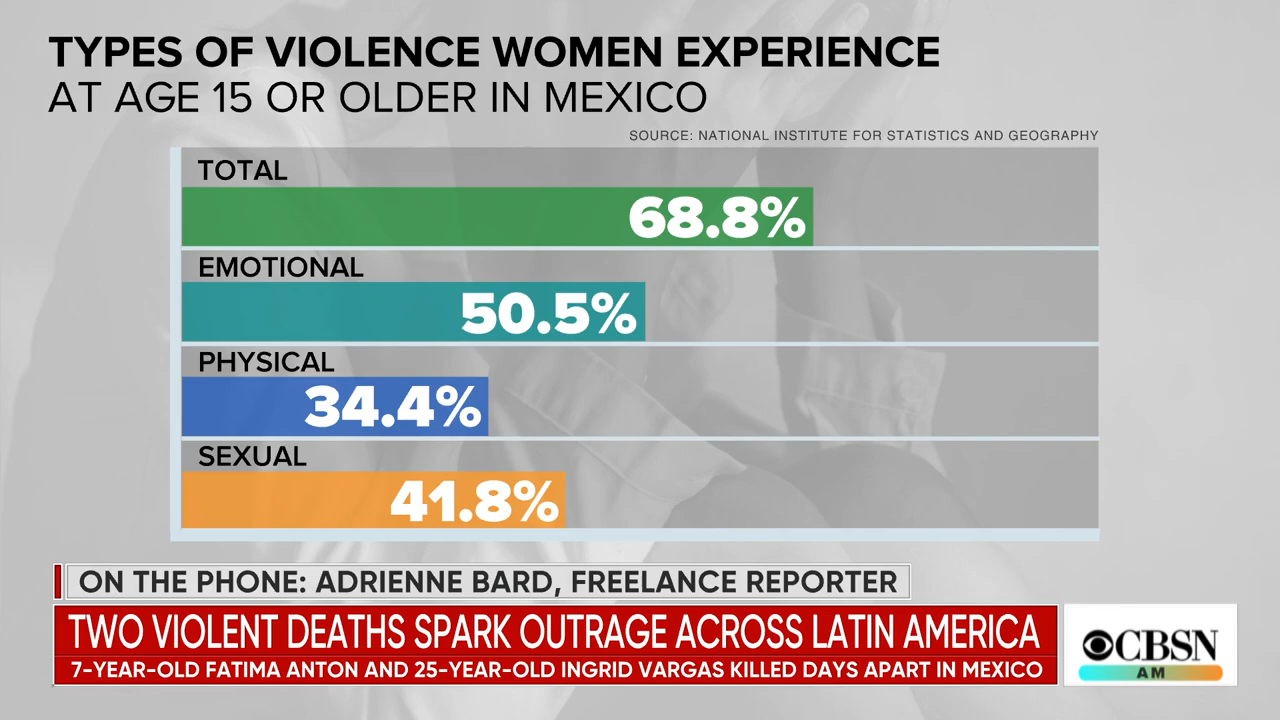 TYPES OF VIOLENCE WOMEN EXPERIENCE
AT AGE 15 OR OLDER IN MEXICO
SOURCE: NATIONAL INSTITUTE FOR STATISTICS AND GEOGRAPHY
TOTAL
68.8%
EMOTIONAL
50.5%
PHYSICAL
34.4%
SEXUAL
41.8%
ON THE PHONE: ADRIENNE BARD, FREELANCE REPORTER
TWO VIOLENT DEATHS SPARK OUTRAGE ACROSS LATIN AMERICA
7-YEAR-OLD FATIMA ANTON AND 25-YEAR-OLD INGRID VARGAS KILLED DAYS APART IN MEXICO
CBSN
AM